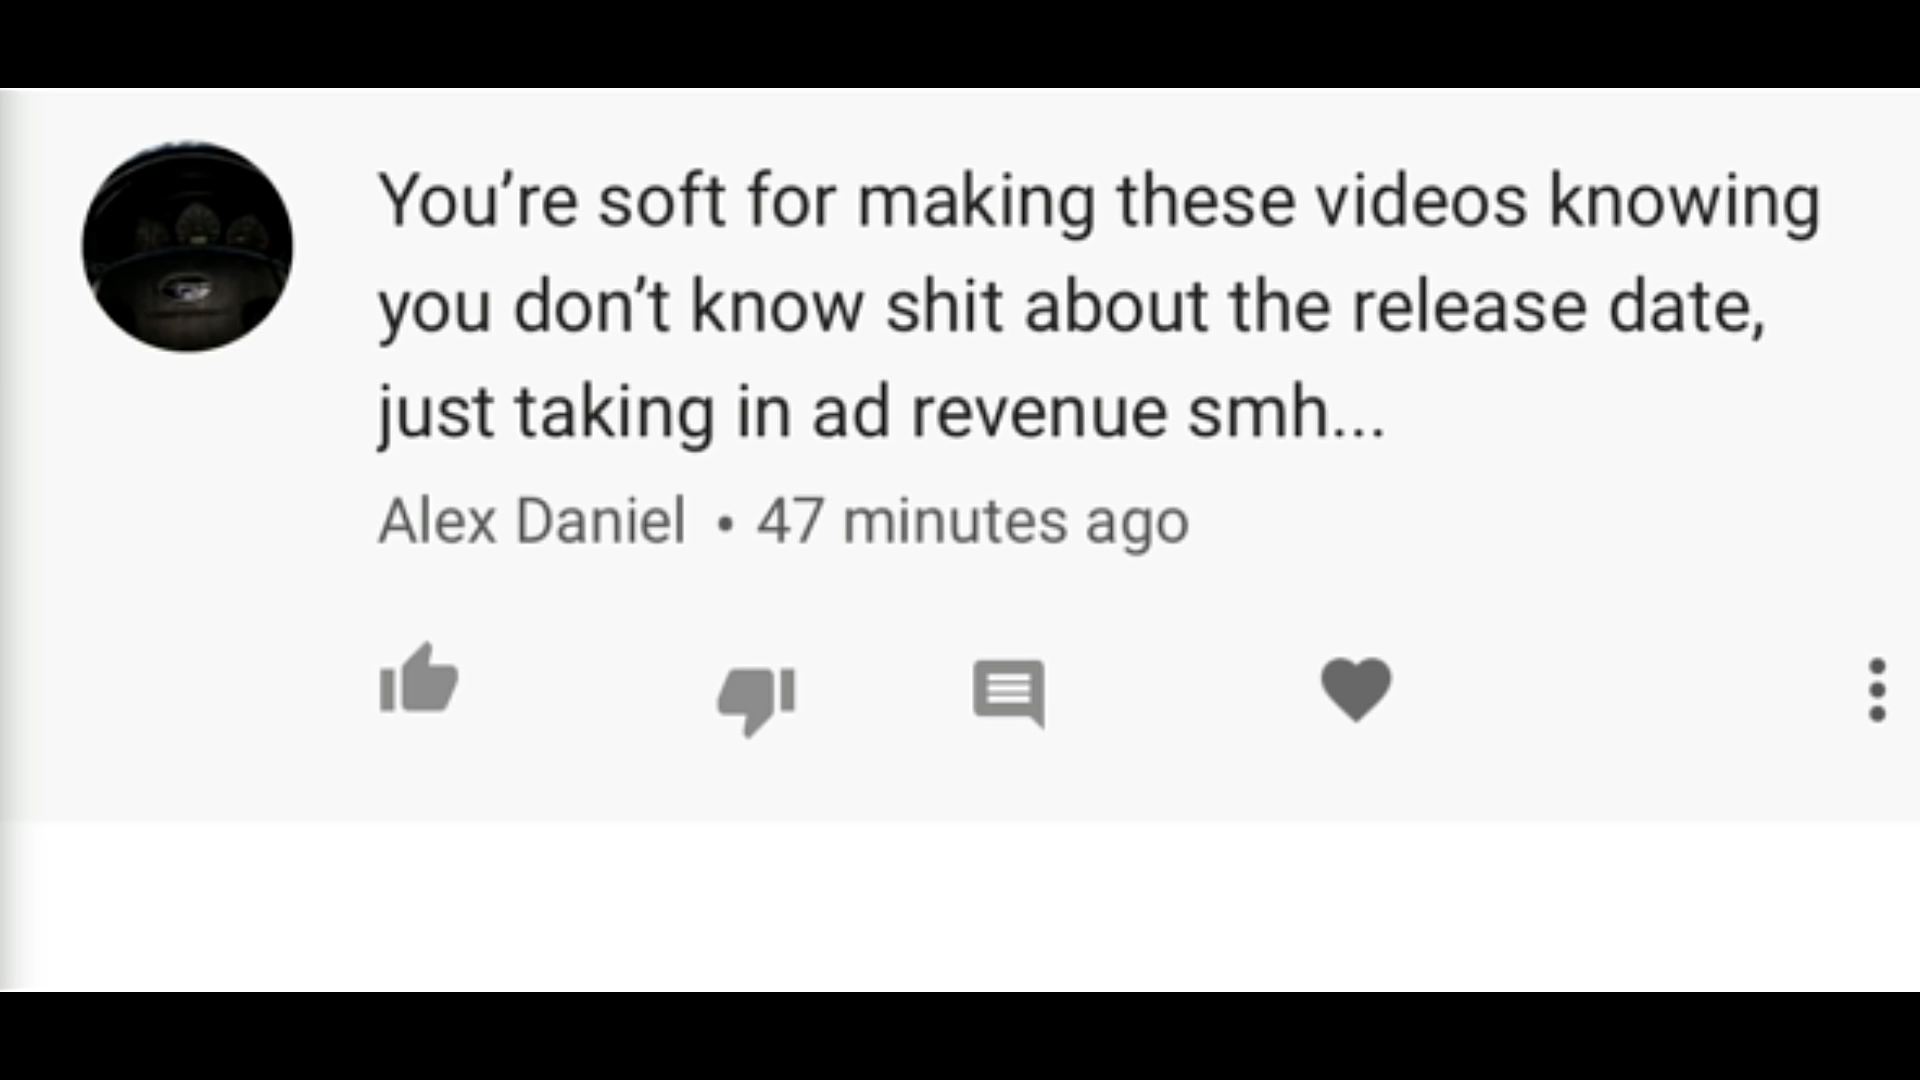 You’re soft for making these videos knowing
you don’t know shit about the release date,
just taking in ad revenue smh...
Alex Daniel • 47 minutes ago